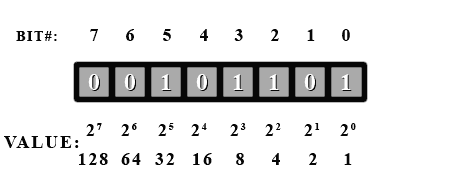 BIT#: 7 6 5 4 3 2 1 0
0 0 1 0 1 1 0 1
2⁷ 2⁶ 2⁵ 2⁴ 2³ 2² 2¹ 2⁰
VALUE:
128 64 32 16 8 4 2 1